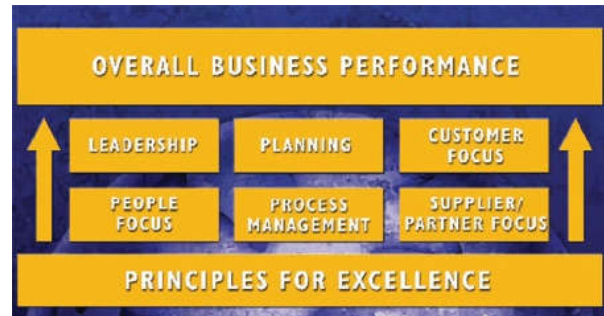 OVERALL BUSINESS PERFORMANCE
LEADERSHIP
PLANNING
CUSTOMER
FOCUS
PEOPLE
FOCUS
PROCESS
MANAGEMENT
SUPPLIER/
PARTNER FOCUS
PRINCIPLES FOR EXCELLENCE